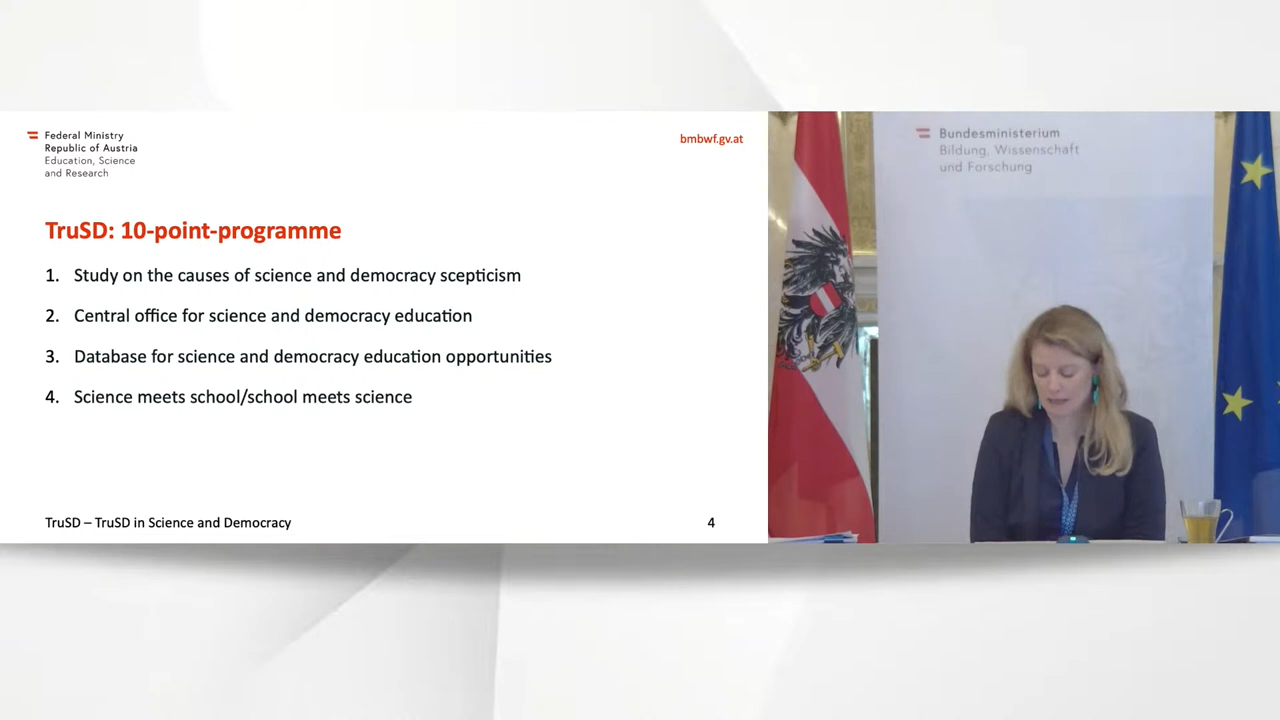 Federal Ministry
Republic of Austria
Education, Science
and Research
bmbwf.gv.at
TruSD: 10-point-programme
1. Study on the causes of science and democracy scepticism
2. Central office for science and democracy education
3. Database for science and democracy education opportunities
4. Science meets school/school meets science
TruSD – TruSD in Science and Democracy
4
Bundesministerium
Bildung, Wissenschaft
und Forschung